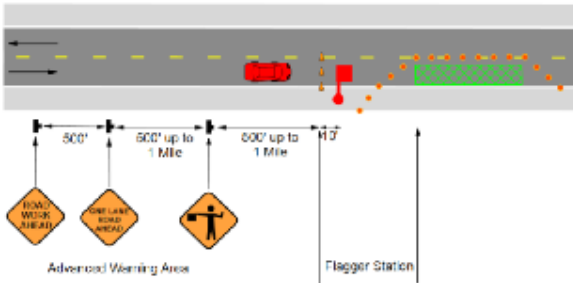 500'
500' up to
1 Mile
500' up to
1 Mile
10'
ROAD
WORK
AHEAD
ONE LANE
ROAD
AHEAD
Advanced Warning Area
Flagger Station